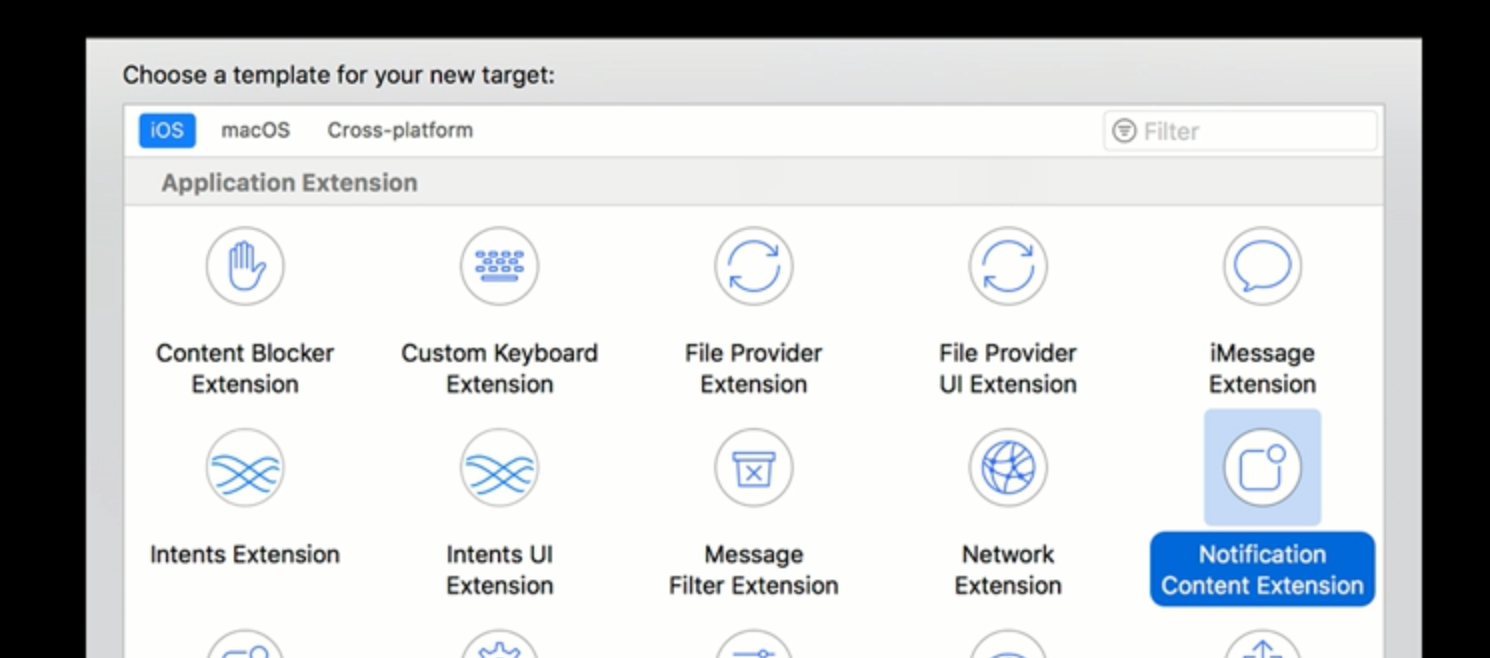 Choose a template for your new target:
iOS macOS Cross-platform Filter
Application Extension
Content Blocker
Extension
Custom Keyboard
Extension
File Provider
Extension
File Provider
UI Extension
iMessage
Extension
Intents Extension
Intents UI
Extension
Message
Filter Extension
Network
Extension
Notification
Content Extension